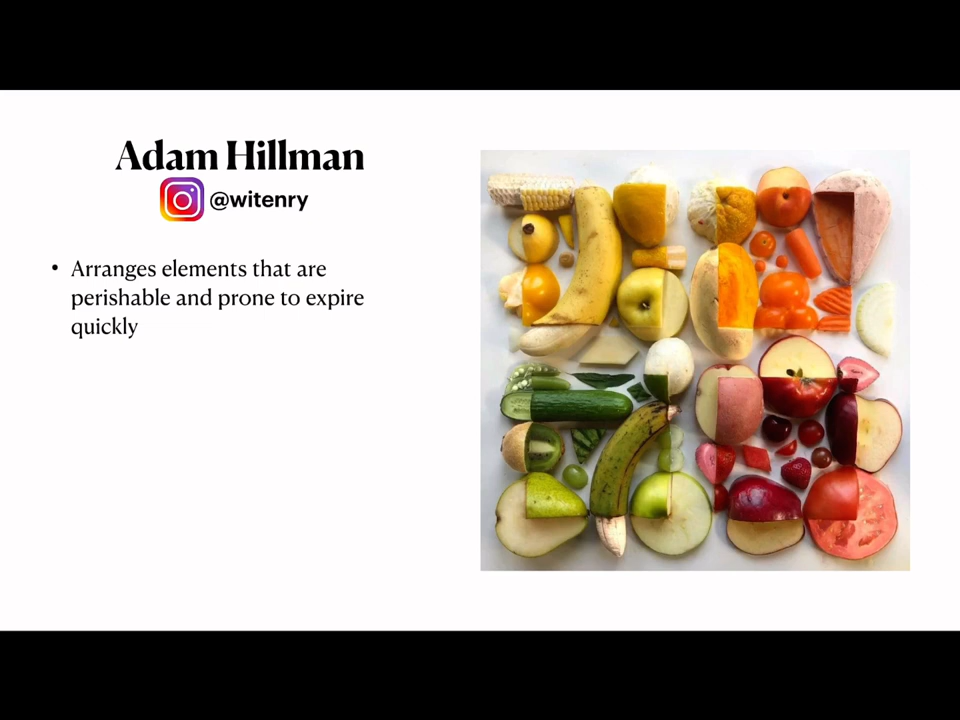 Adam Hillman
@witenry
• Arranges elements that are
perishable and prone to expire
quickly